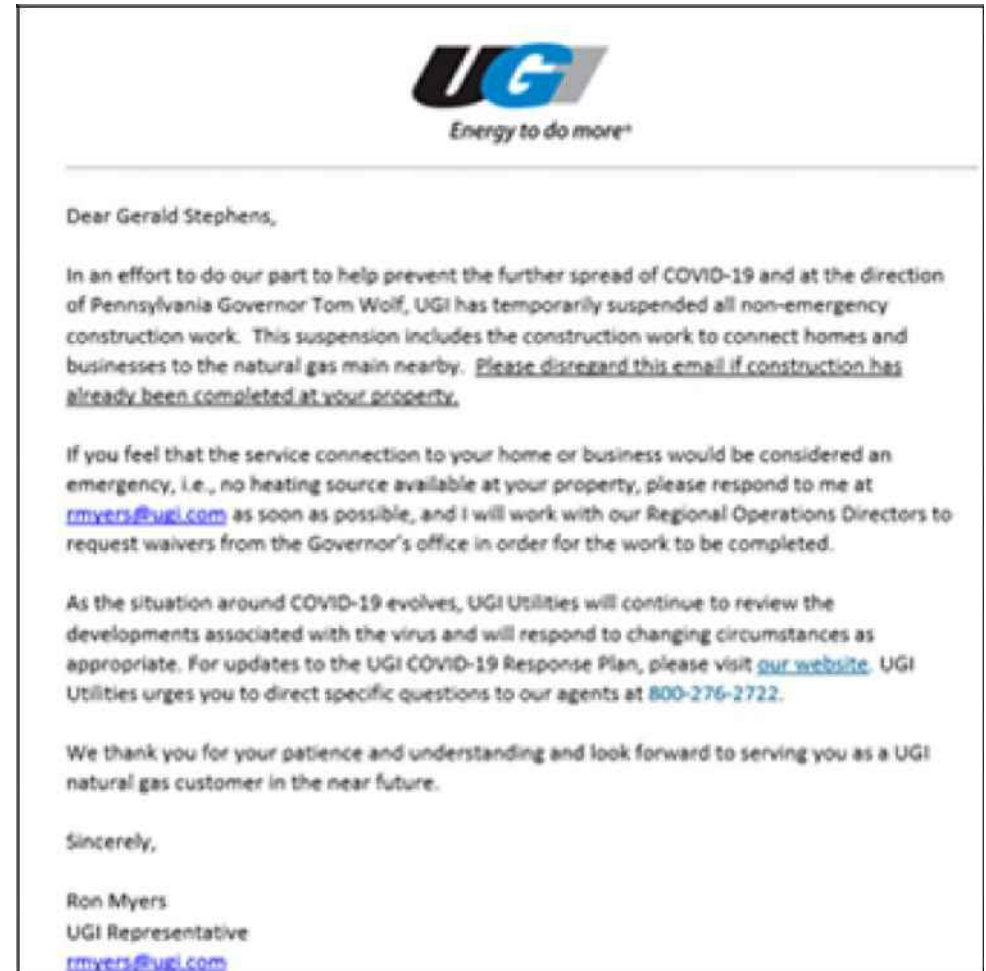 UGI
Energy to do more®
Dear Gerald Stephens,
In an effort to do our part to help prevent the further spread of COVID-19 and at the direction
of Pennsylvania Governor Tom Wolf, UGI has temporarily suspended all non-emergency
construction work. This suspension includes the construction work to connect homes and
businesses to the natural gas main nearby. Please disregard this email if construction has
already been completed at your property.
If you feel that the service connection to your home or business would be considered an
emergency, i.e., no heating source available at your property, please respond to me at
rmyers@ugi.com as soon as possible, and I will work with our Regional Operations Directors to
request waivers from the Governor's office in order for the work to be completed.
As the situation around COVID-19 evolves, UGI Utilities will continue to review the
developments associated with the virus and will respond to changing circumstances as
appropriate. For updates to the UGI COVID-19 Response Plan, please visit our website. UGI
Utilities urges you to direct specific questions to our agents at 800-276-2722.
We thank you for your patience and understanding and look forward to serving you as a UGI
natural gas customer in the near future.
Sincerely,
Ron Myers
UGI Representative
rmyers@ugi.com